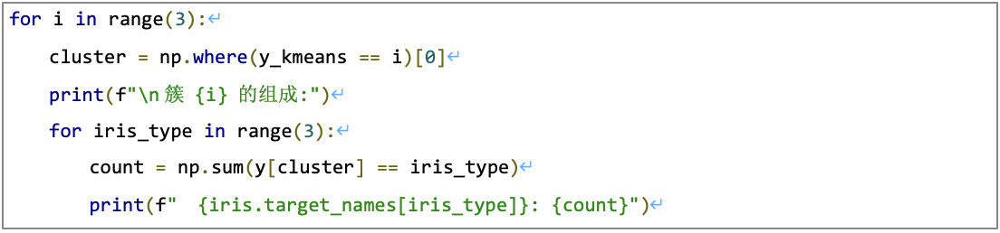 for i in range(3):↵
    cluster = np.where(y_kmeans == i)[0]↵
    print(f"\n簇 {i} 的组成:")↵
    for iris_type in range(3):↵
        count = np.sum(y[cluster] == iris_type)↵
        print(f"  {iris.target_names[iris_type]}: {count}")↵